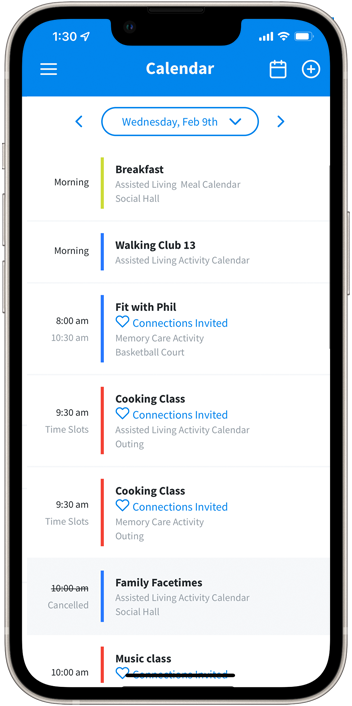 1:30
Calendar
Wednesday, Feb 9th
Morning
Breakfast
Assisted Living Meal Calendar
Social Hall
Morning
Walking Club 13
Assisted Living Activity Calendar
8:00 am
10:30 am
Fit with Phil
Connections Invited
Memory Care Activity
Basketball Court
9:30 am
Time Slots
Cooking Class
Connections Invited
Assisted Living Activity Calendar
Outing
9:30 am
Time Slots
Cooking Class
Connections Invited
Memory Care Activity
Outing
10:00 am
Cancelled
Family Facetimes
Assisted Living Activity Calendar
Social Hall
10:00 am
Music class
Connections Invited